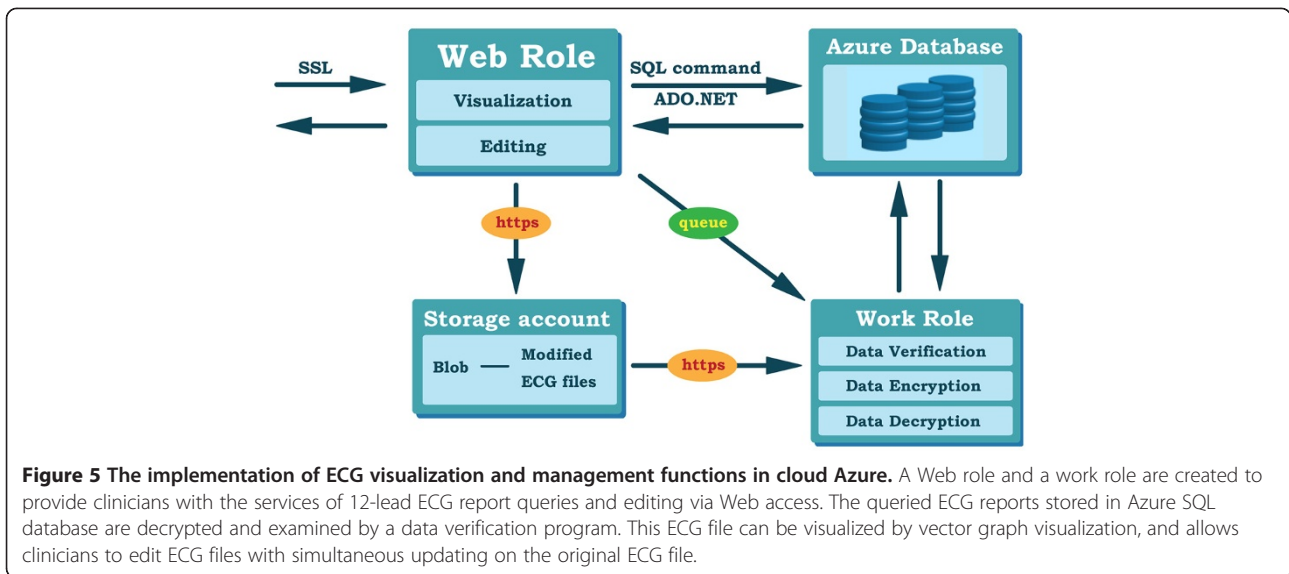 SSL
Web Role
Visualization
Editing
SQL command
ADO.NET
Azure Database
https
queue
Storage account
Blob
Modified
ECG files
https
Work Role
Data Verification
Data Encryption
Data Decryption
Figure 5 The implementation of ECG visualization and management functions in cloud Azure. A Web role and a work role are created to
provide clinicians with the services of 12-lead ECG report queries and editing via Web access. The queried ECG reports stored in Azure SQL
database are decrypted and examined by a data verification program. This ECG file can be visualized by vector graph visualization, and allows
clinicians to edit ECG files with simultaneous updating on the original ECG file.